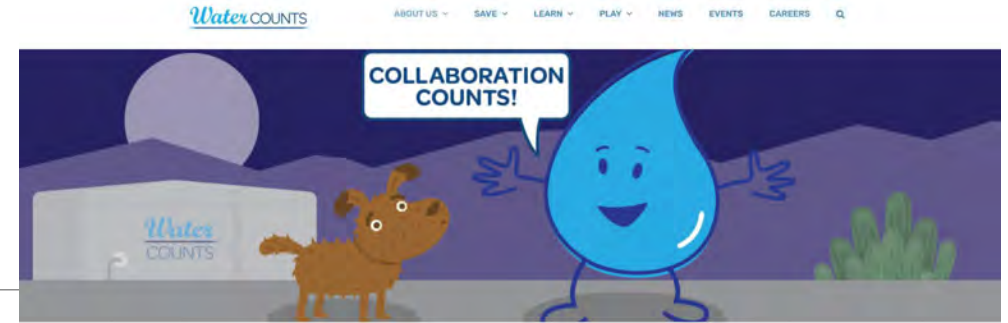 Water COUNTS
ABOUT US SAVE LEARN PLAY NEWS EVENTS CAREERS
COLLABORATION
COUNTS!
Water
COUNTS